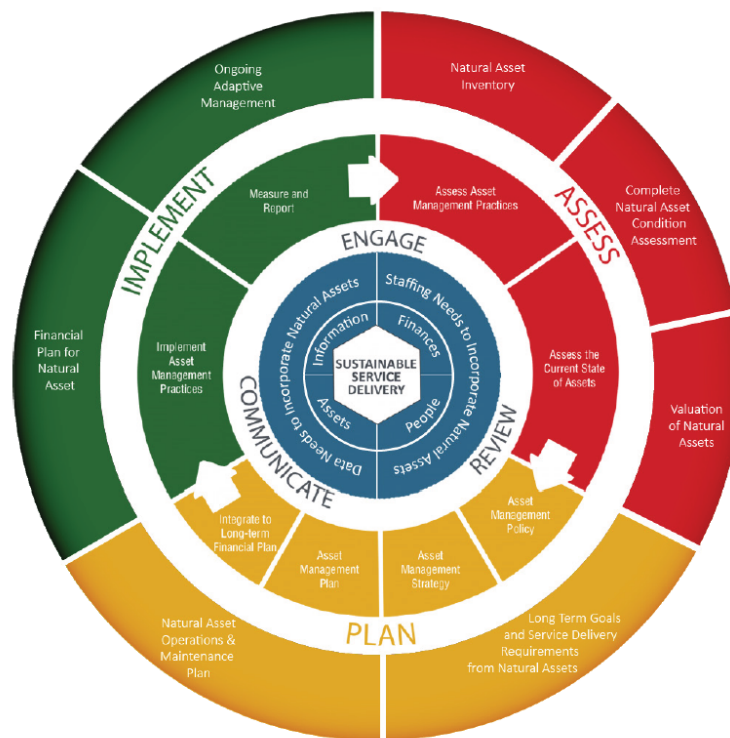 Ongoing
Adaptive
Management
Natural Asset
Inventory
Complete
Natural Asset
Condition
Assessment
Valuation
of Natural
Assets
Long Term Goals
and Service Delivery
Requirements
from Natural Assets
Natural Asset
Operations &
Maintenance
Plan
Financial
Plan for
Natural
Asset
IMPLEMENT
ASSESS
PLAN
Measure and
Report
Assess Asset
Management Practices
Assess the
Current State
of Assets
Asset
Management
Policy
Asset
Management
Strategy
Asset
Management
Plan
Integrate to
Long-term
Financial Plan
Implement
Asset
Management
Practices
ENGAGE
REVIEW
COMMUNICATE
Data Needs to Incorporate Natural Assets
Staffing Needs to Incorporate Natural Assets
Information
Finances
People
Assets
SUSTAINABLE
SERVICE
DELIVERY